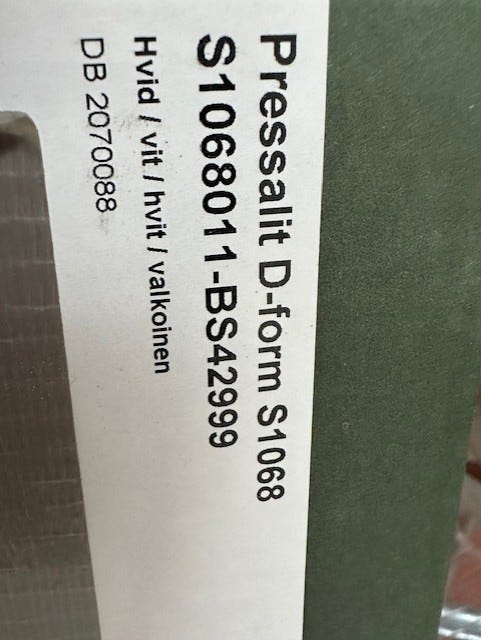 Pressalit D-form S1068
S1068011-BS42999
Hvid / vit / hvit / valkoinen
DB 2070088